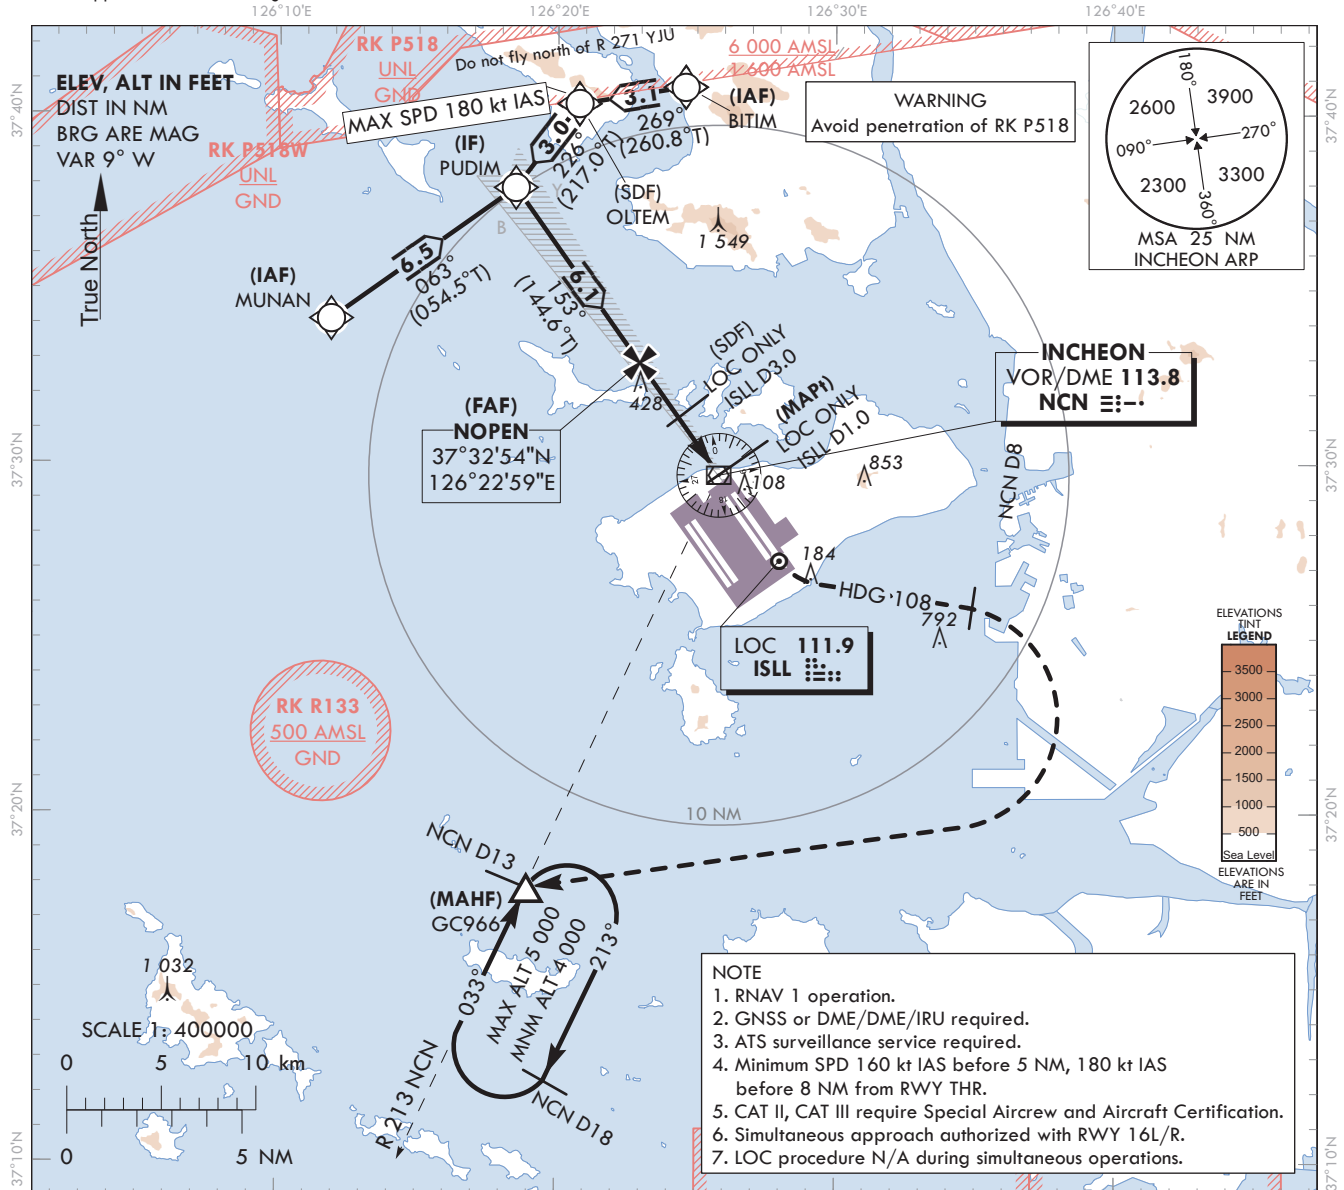 126°10'E
126°20'E
126°30'E
126°40'E
ELEV, ALT IN FEET
DIST IN NM
BRG ARE MAG
VAR 9° W
True North
RK P518
UNL
GND
RK P518W
UNL
GND
Do not fly north of R 271 YJU
6 000 AMSL
1 600 AMSL
MAX SPD 180 kt IAS
(IAF)
BITIM
3.1
269°
(260.8°T)
3.0
226°
(217.0°T)
(SDF)
OLTEM
(IF)
PUDIM
WARNING
Avoid penetration of RK P518
180°
2600
3900
090°
270°
2300
3300
360°
MSA 25 NM
INCHEON ARP
37°40'N
37°40'N
Y
B
1 549
(IAF)
MUNAN
6.5
063°
(054.5°T)
6.1
153°
(144.6°T)
(SDF)
LOC ONLY
ISLL D3.0
(MAPt)
LOC ONLY
ISLL D1.0
428
(FAF)
NOPEN
37°32'54"N
126°22'59"E
INCHEON
VOR/DME 113.8
NCN
37°30'N
37°30'N
853
108
NCN D8
184
HDG 108
792
LOC 111.9
ISLL
RK R133
500 AMSL
GND
ELEVATIONS
TINT
LEGEND
3500
3000
2500
2000
1500
1000
500
Sea Level
ELEVATIONS
ARE IN
FEET
10 NM
37°20'N
37°20'N
NCN D13
(MAHF)
GC966
033°
MAX ALT 5 000
MNM ALT 4 000
213°
NCN D18
R 213 NCN
1 032
SCALE 1: 400000
0 5 10 km
0 5 NM
NOTE
1. RNAV 1 operation.
2. GNSS or DME/DME/IRU required.
3. ATS surveillance service required.
4. Minimum SPD 160 kt IAS before 5 NM, 180 kt IAS
before 8 NM from RWY THR.
5. CAT II, CAT III require Special Aircrew and Aircraft Certification.
6. Simultaneous approach authorized with RWY 16L/R.
7. LOC procedure N/A during simultaneous operations.
37°10'N
37°10'N